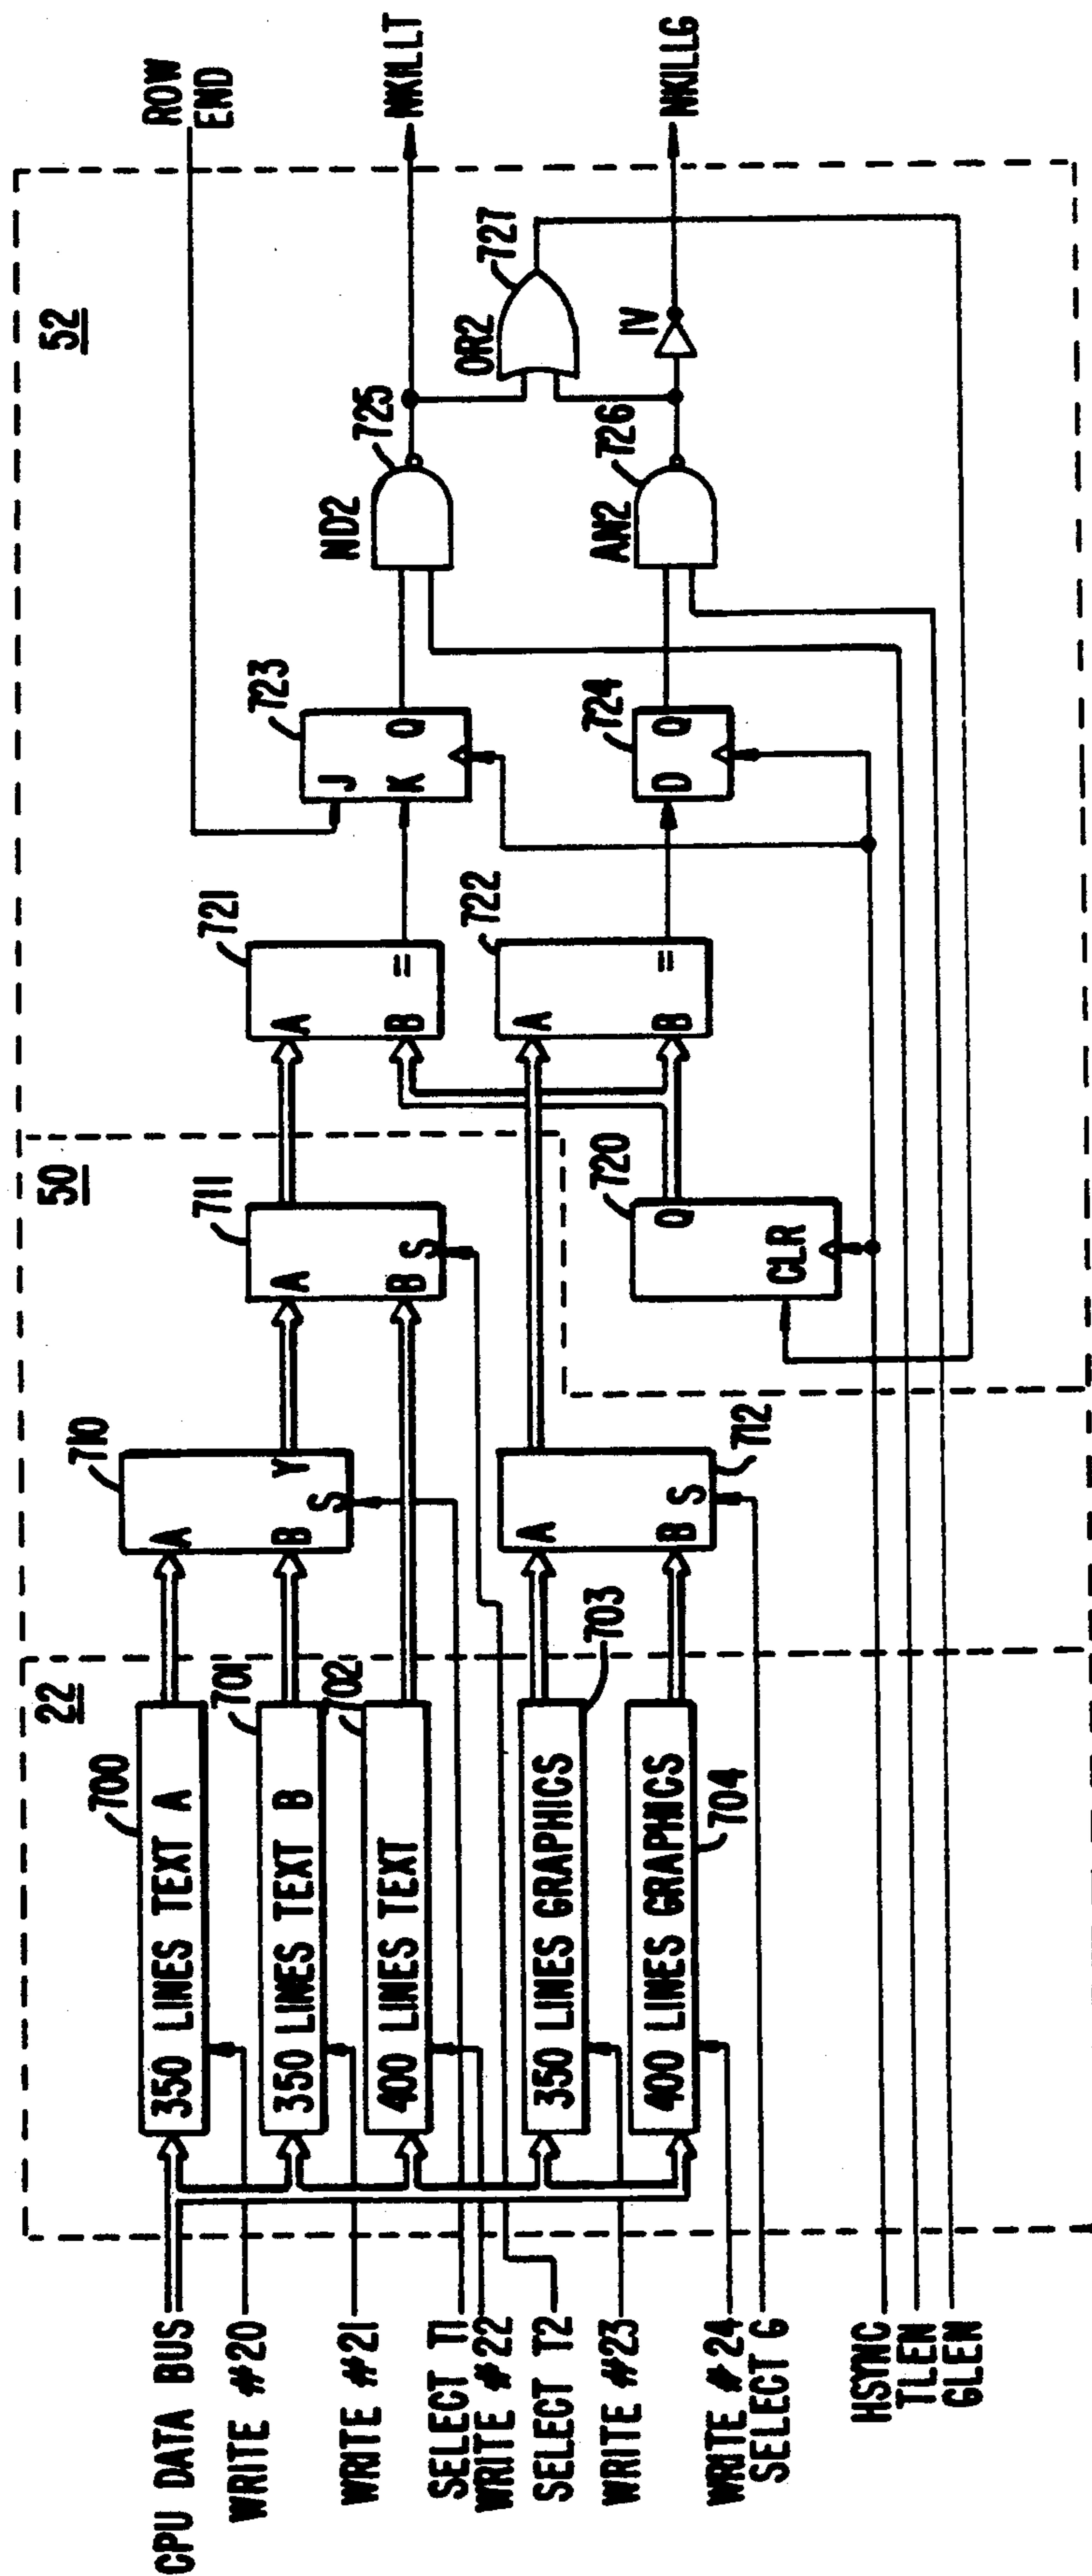 CPU DATA BUS
WRITE #20
WRITE #21
SELECT T1
WRITE #22
SELECT T2
WRITE #23
WRITE #24
SELECT G
HSYNC
TLEN
GLEN
22
700
350 LINES TEXT A
701
350 LINES TEXT B
702
400 LINES TEXT
703
350 LINES GRAPHICS
704
400 LINES GRAPHICS
50
710
A
B
Y
S
711
A
B
S
712
A
B
S
52
720
Q
CLR
721
A
B
=
722
A
B
=
723
J
K
Q
724
D
Q
ND2
725
AN2
726
OR2
727
IV
ROW
END
NKILLT
NKILLG